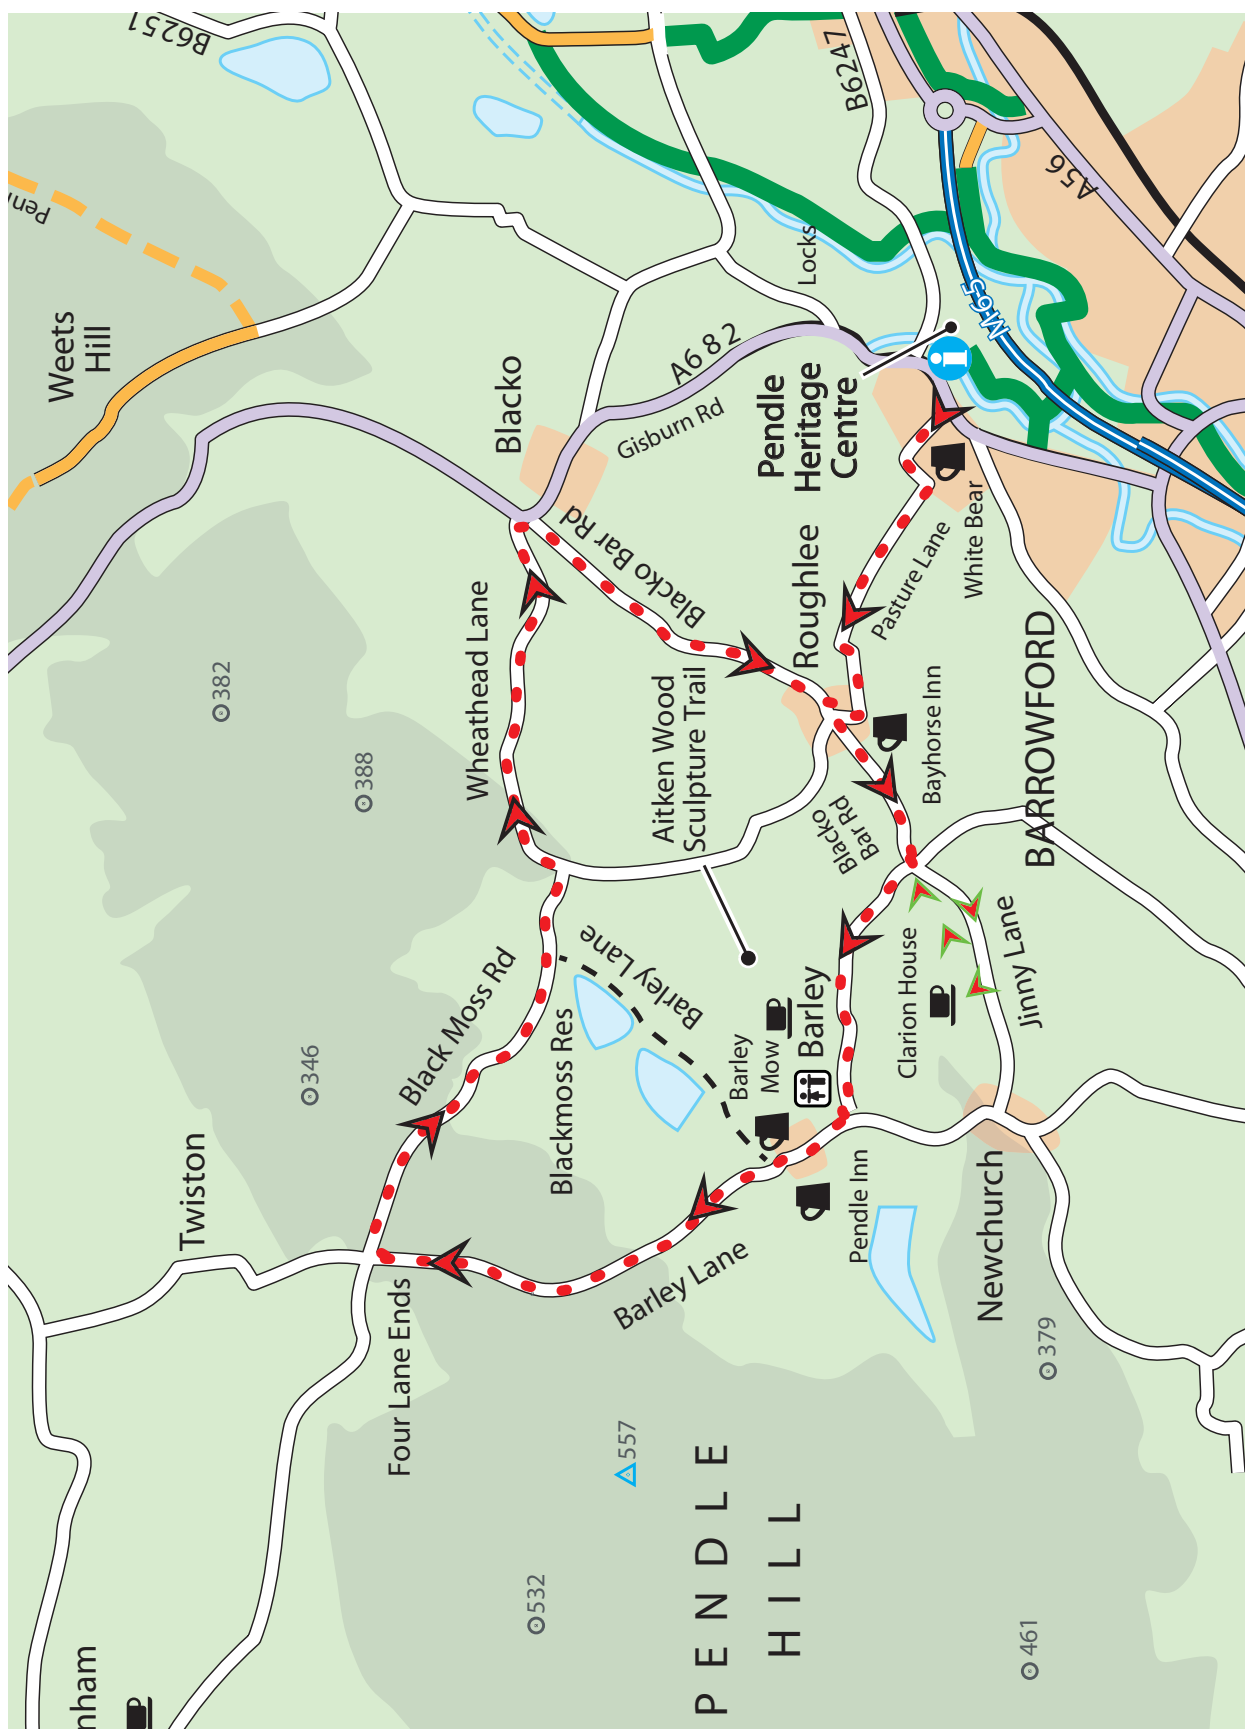 B6251
Penn
Weets
Hill
Blacko
A682
Gisburn Rd
B6247
A56
M65
Locks
Pendle
Heritage
Centre
Blacko Bar Rd
Wheathead Lane
Roughlee
Pasture Lane
White Bear
Aitken Wood
Sculpture Trail
Bayhorse Inn
BARROWFORD
Blacko
Bar Rd
382
388
346
Black Moss Rd
Barley Lane
Blackmoss Res
Barley
Mow
Barley
Clarion House
Jinny Lane
Twiston
Four Lane Ends
Barley Lane
Pendle Inn
Newchurch
379
557
532
461
PENDLE
HILL
nham